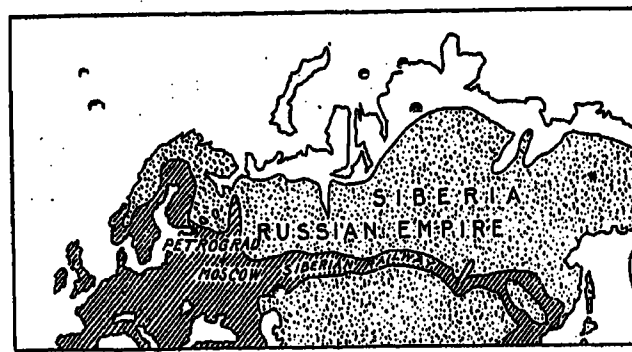 SIBERIA
RUSSIAN EMPIRE
PETROGRAD
MOSCOW
SIBERIAN RAILWAY